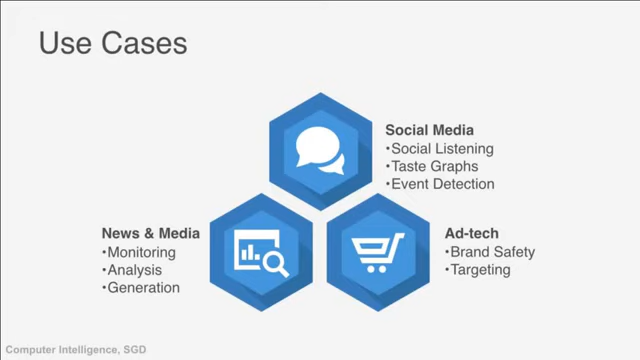 Use Cases
Social Media
•Social Listening
•Taste Graphs
•Event Detection
News & Media
•Monitoring
•Analysis
•Generation
Ad-tech
•Brand Safety
•Targeting
Computer Intelligence, SGD